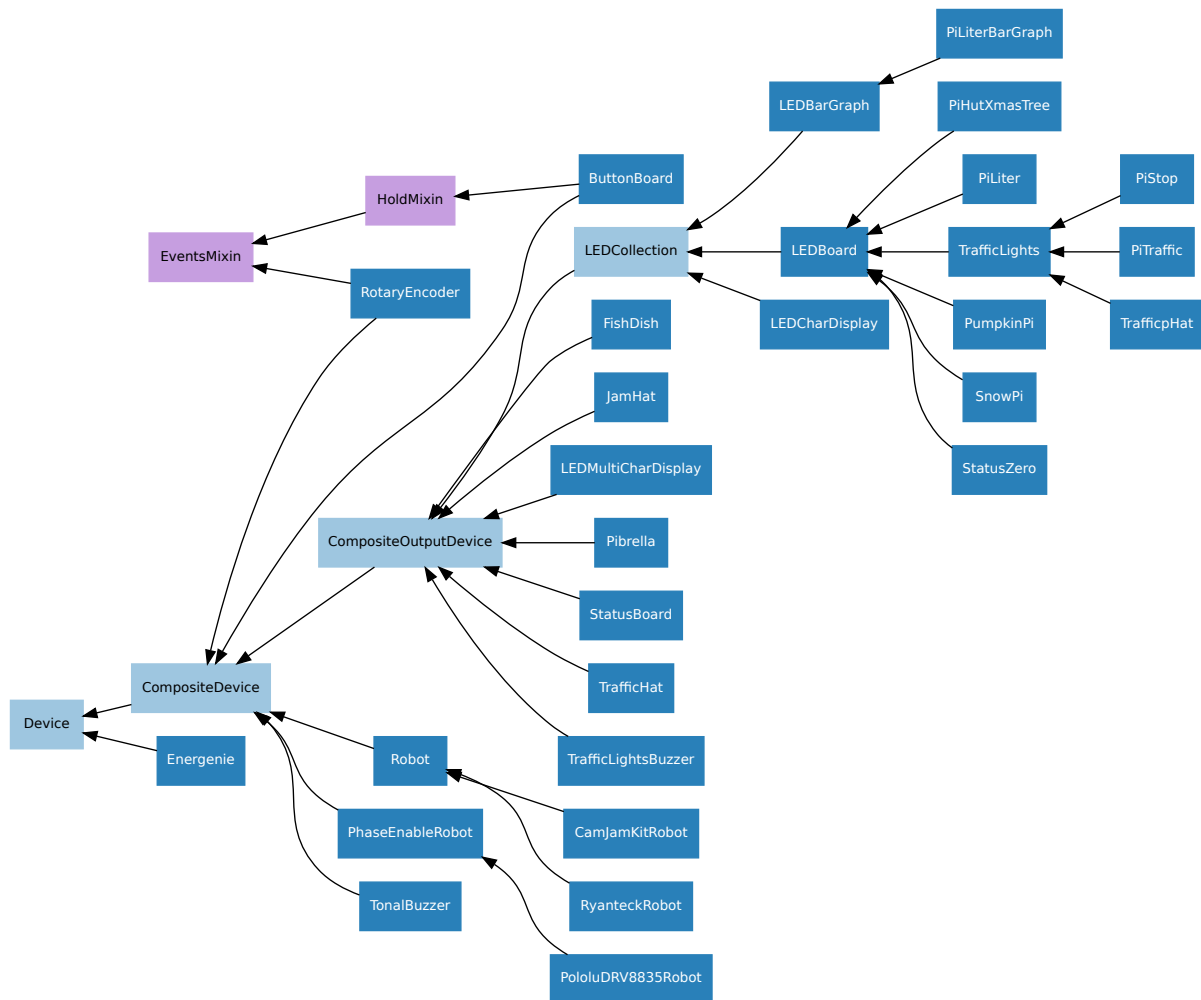 PiLiterBarGraph
LEDBarGraph
PiHutXmasTree
ButtonBoard
PiLiter
PiStop
HoldMixin
EventsMixin
LEDCollection
LEDBoard
TrafficLights
PiTraffic
RotaryEncoder
FishDish
LEDCharDisplay
PumpkinPi
TrafficpHat
JamHat
SnowPi
LEDMultiCharDisplay
StatusZero
CompositeOutputDevice
Pibrella
StatusBoard
CompositeDevice
TrafficHat
Device
Energenie
Robot
TrafficLightsBuzzer
PhaseEnableRobot
CamJamKitRobot
TonalBuzzer
RyanteckRobot
PololuDRV8835Robot